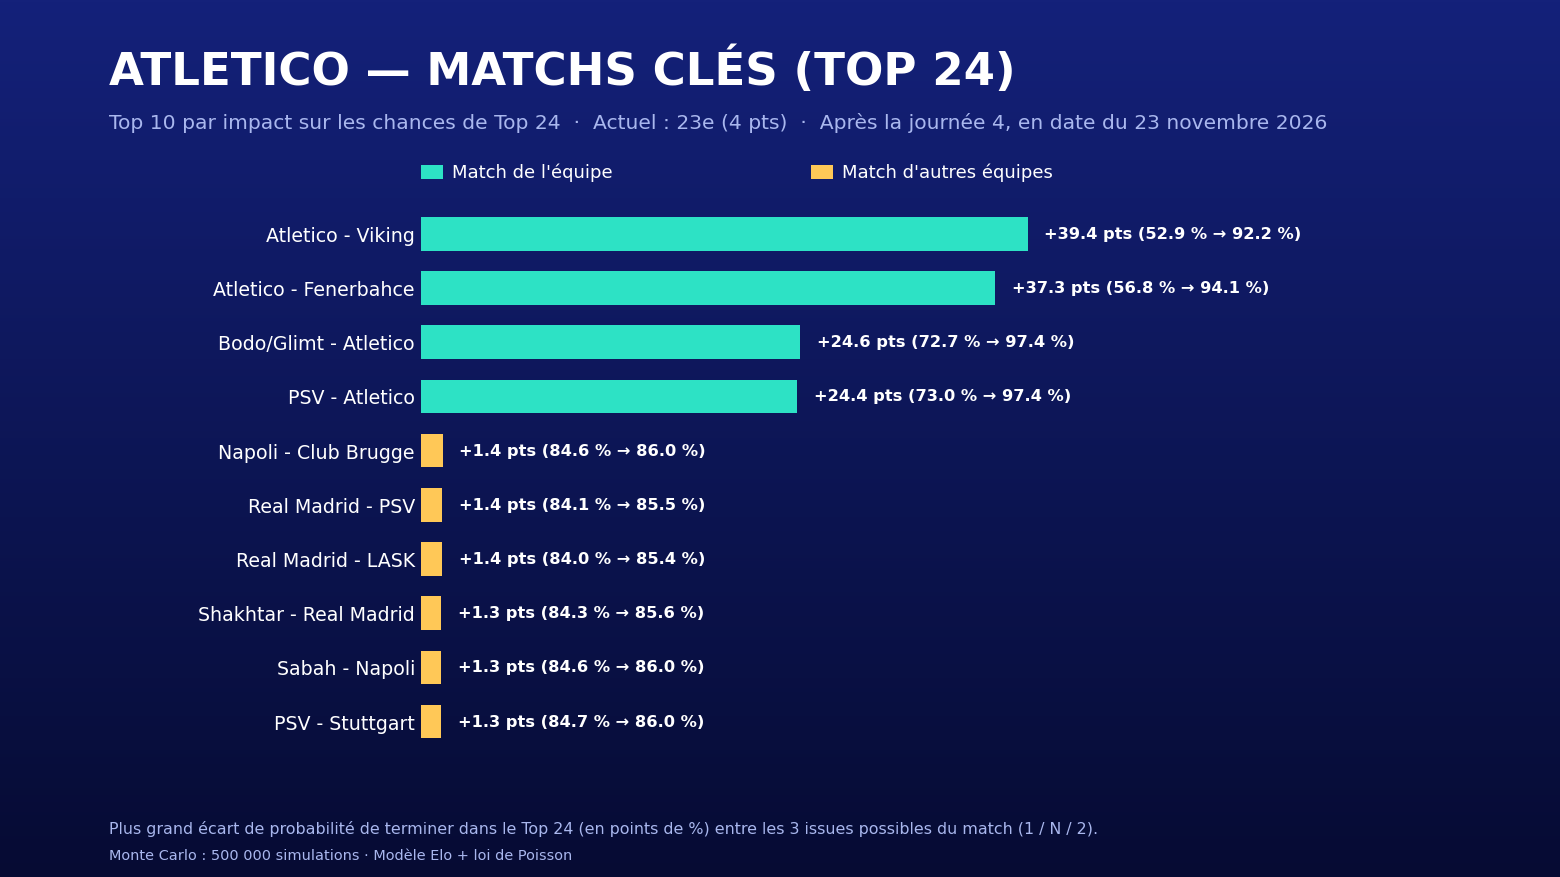 ATLETICO — MATCHS CLÉS (TOP 24)
Top 10 par impact sur les chances de Top 24 · Actuel : 23e (4 pts) · Après la journée 4, en date du 23 novembre 2026
Match de l'équipe Match d'autres équipes
Atletico - Viking +39.4 pts (52.9 % → 92.2 %)
Atletico - Fenerbahce +37.3 pts (56.8 % → 94.1 %)
Bodo/Glimt - Atletico +24.6 pts (72.7 % → 97.4 %)
PSV - Atletico +24.4 pts (73.0 % → 97.4 %)
Napoli - Club Brugge +1.4 pts (84.6 % → 86.0 %)
Real Madrid - PSV +1.4 pts (84.1 % → 85.5 %)
Real Madrid - LASK +1.4 pts (84.0 % → 85.4 %)
Shakhtar - Real Madrid +1.3 pts (84.3 % → 85.6 %)
Sabah - Napoli +1.3 pts (84.6 % → 86.0 %)
PSV - Stuttgart +1.3 pts (84.7 % → 86.0 %)
Plus grand écart de probabilité de terminer dans le Top 24 (en points de %) entre les 3 issues possibles du match (1 / N / 2).
Monte Carlo : 500 000 simulations · Modèle Elo + loi de Poisson